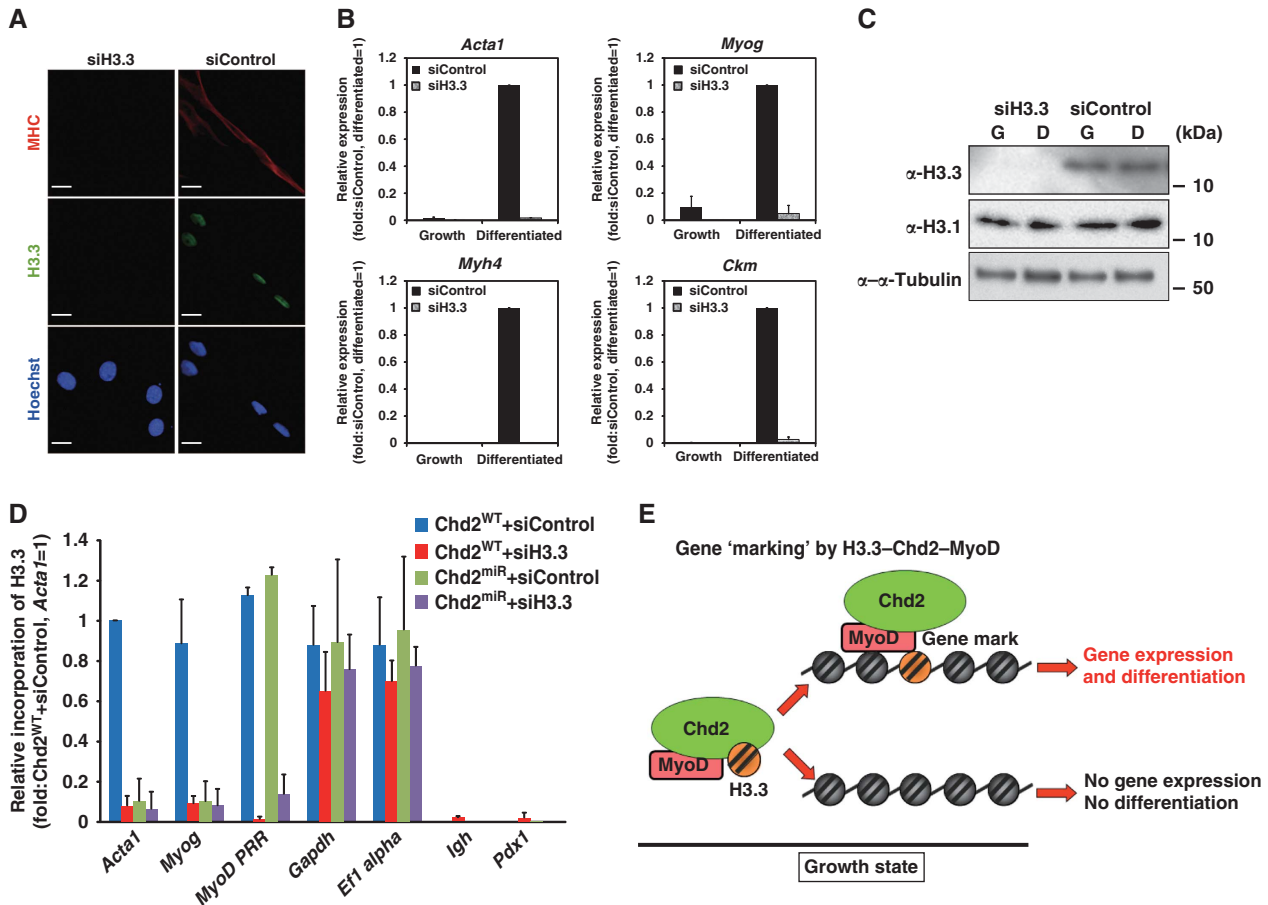 A
siH3.3
siControl
MHC
H3.3
Hoechst
B
Acta1
Relative expression
(fold:siControl, differentiated=1)
1.2
1
0.8
0.6
0.4
0.2
0
siControl
siH3.3
Growth
Differentiated
Myog
Relative expression
(fold:siControl, differentiated=1)
1.2
1
0.8
0.6
0.4
0.2
0
siControl
siH3.3
Growth
Differentiated
Myh4
Relative expression
(fold:siControl, differentiated=1)
1.2
1
0.8
0.6
0.4
0.2
0
siControl
siH3.3
Growth
Differentiated
Ckm
Relative expression
(fold:siControl, differentiated=1)
1.2
1
0.8
0.6
0.4
0.2
0
siControl
siH3.3
Growth
Differentiated
C
siH3.3 siControl
G D G D (kDa)
α-H3.3
– 10
α-H3.1
– 10
α–α-Tubulin
– 50
D
Relative incorporation of H3.3
(fold:Chd2WT+siControl, Acta1=1)
1.4
1.2
1
0.8
0.6
0.4
0.2
0
Chd2WT+siControl
Chd2WT+siH3.3
Chd2miR+siControl
Chd2miR+siH3.3
Acta1
Myog
MyoD PRR
Gapdh
Ef1 alpha
Igh
Pdx1
E
Gene ‘marking’ by H3.3–Chd2–MyoD
Chd2
MyoD
Gene mark
Gene expression
and differentiation
Chd2
MyoD
H3.3
No gene expression
No differentiation
Growth state